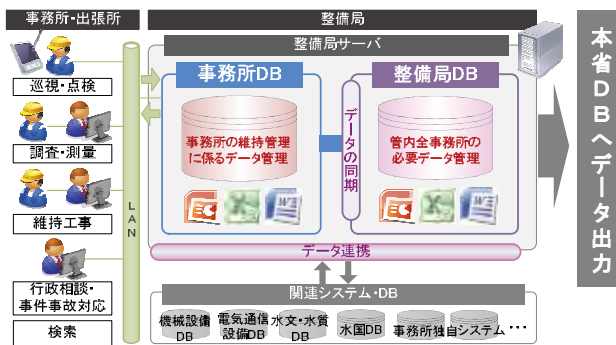 事務所・出張所
巡視・点検
調査・測量
維持工事
行政相談・
事件事故対応
検索
LAN
整備局
整備局サーバ
事務所DB
事務所の維持管理
に係るデータ管理
データの同期
整備局DB
管内全事務所の
必要データ管理
データ連携
関連システム・DB
機械設備
DB
電気通信
設備DB
水文・水質
DB
水国DB
事務所独自システム
・・・
本省DBへデータ出力